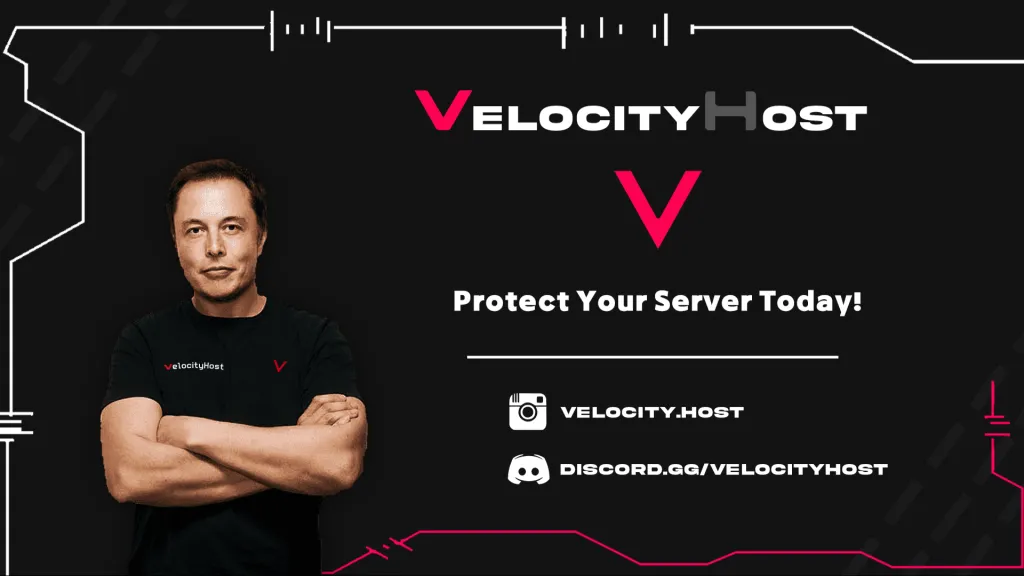 VELOCITYHOST
V
Protect Your Server Today!
VelocityHost
V
VELOCITY.HOST
DISCORD.GG/VELOCITYHOST